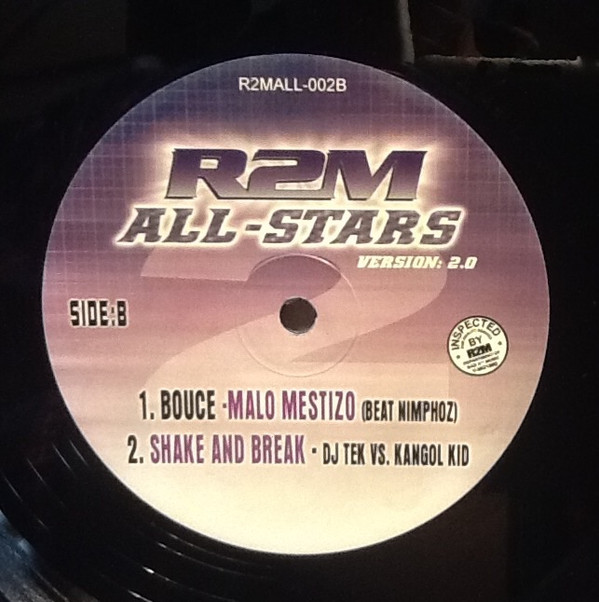 R2MALL-002B
R2M
ALL-STARS
VERSION: 2.0
2
SIDE:B
INSPECTED
BY
R2M
1. BOUCE -MALO MESTIZO (BEAT NIMPHOZ)
2. SHAKE AND BREAK - DJ TEK VS. KANGOL KID